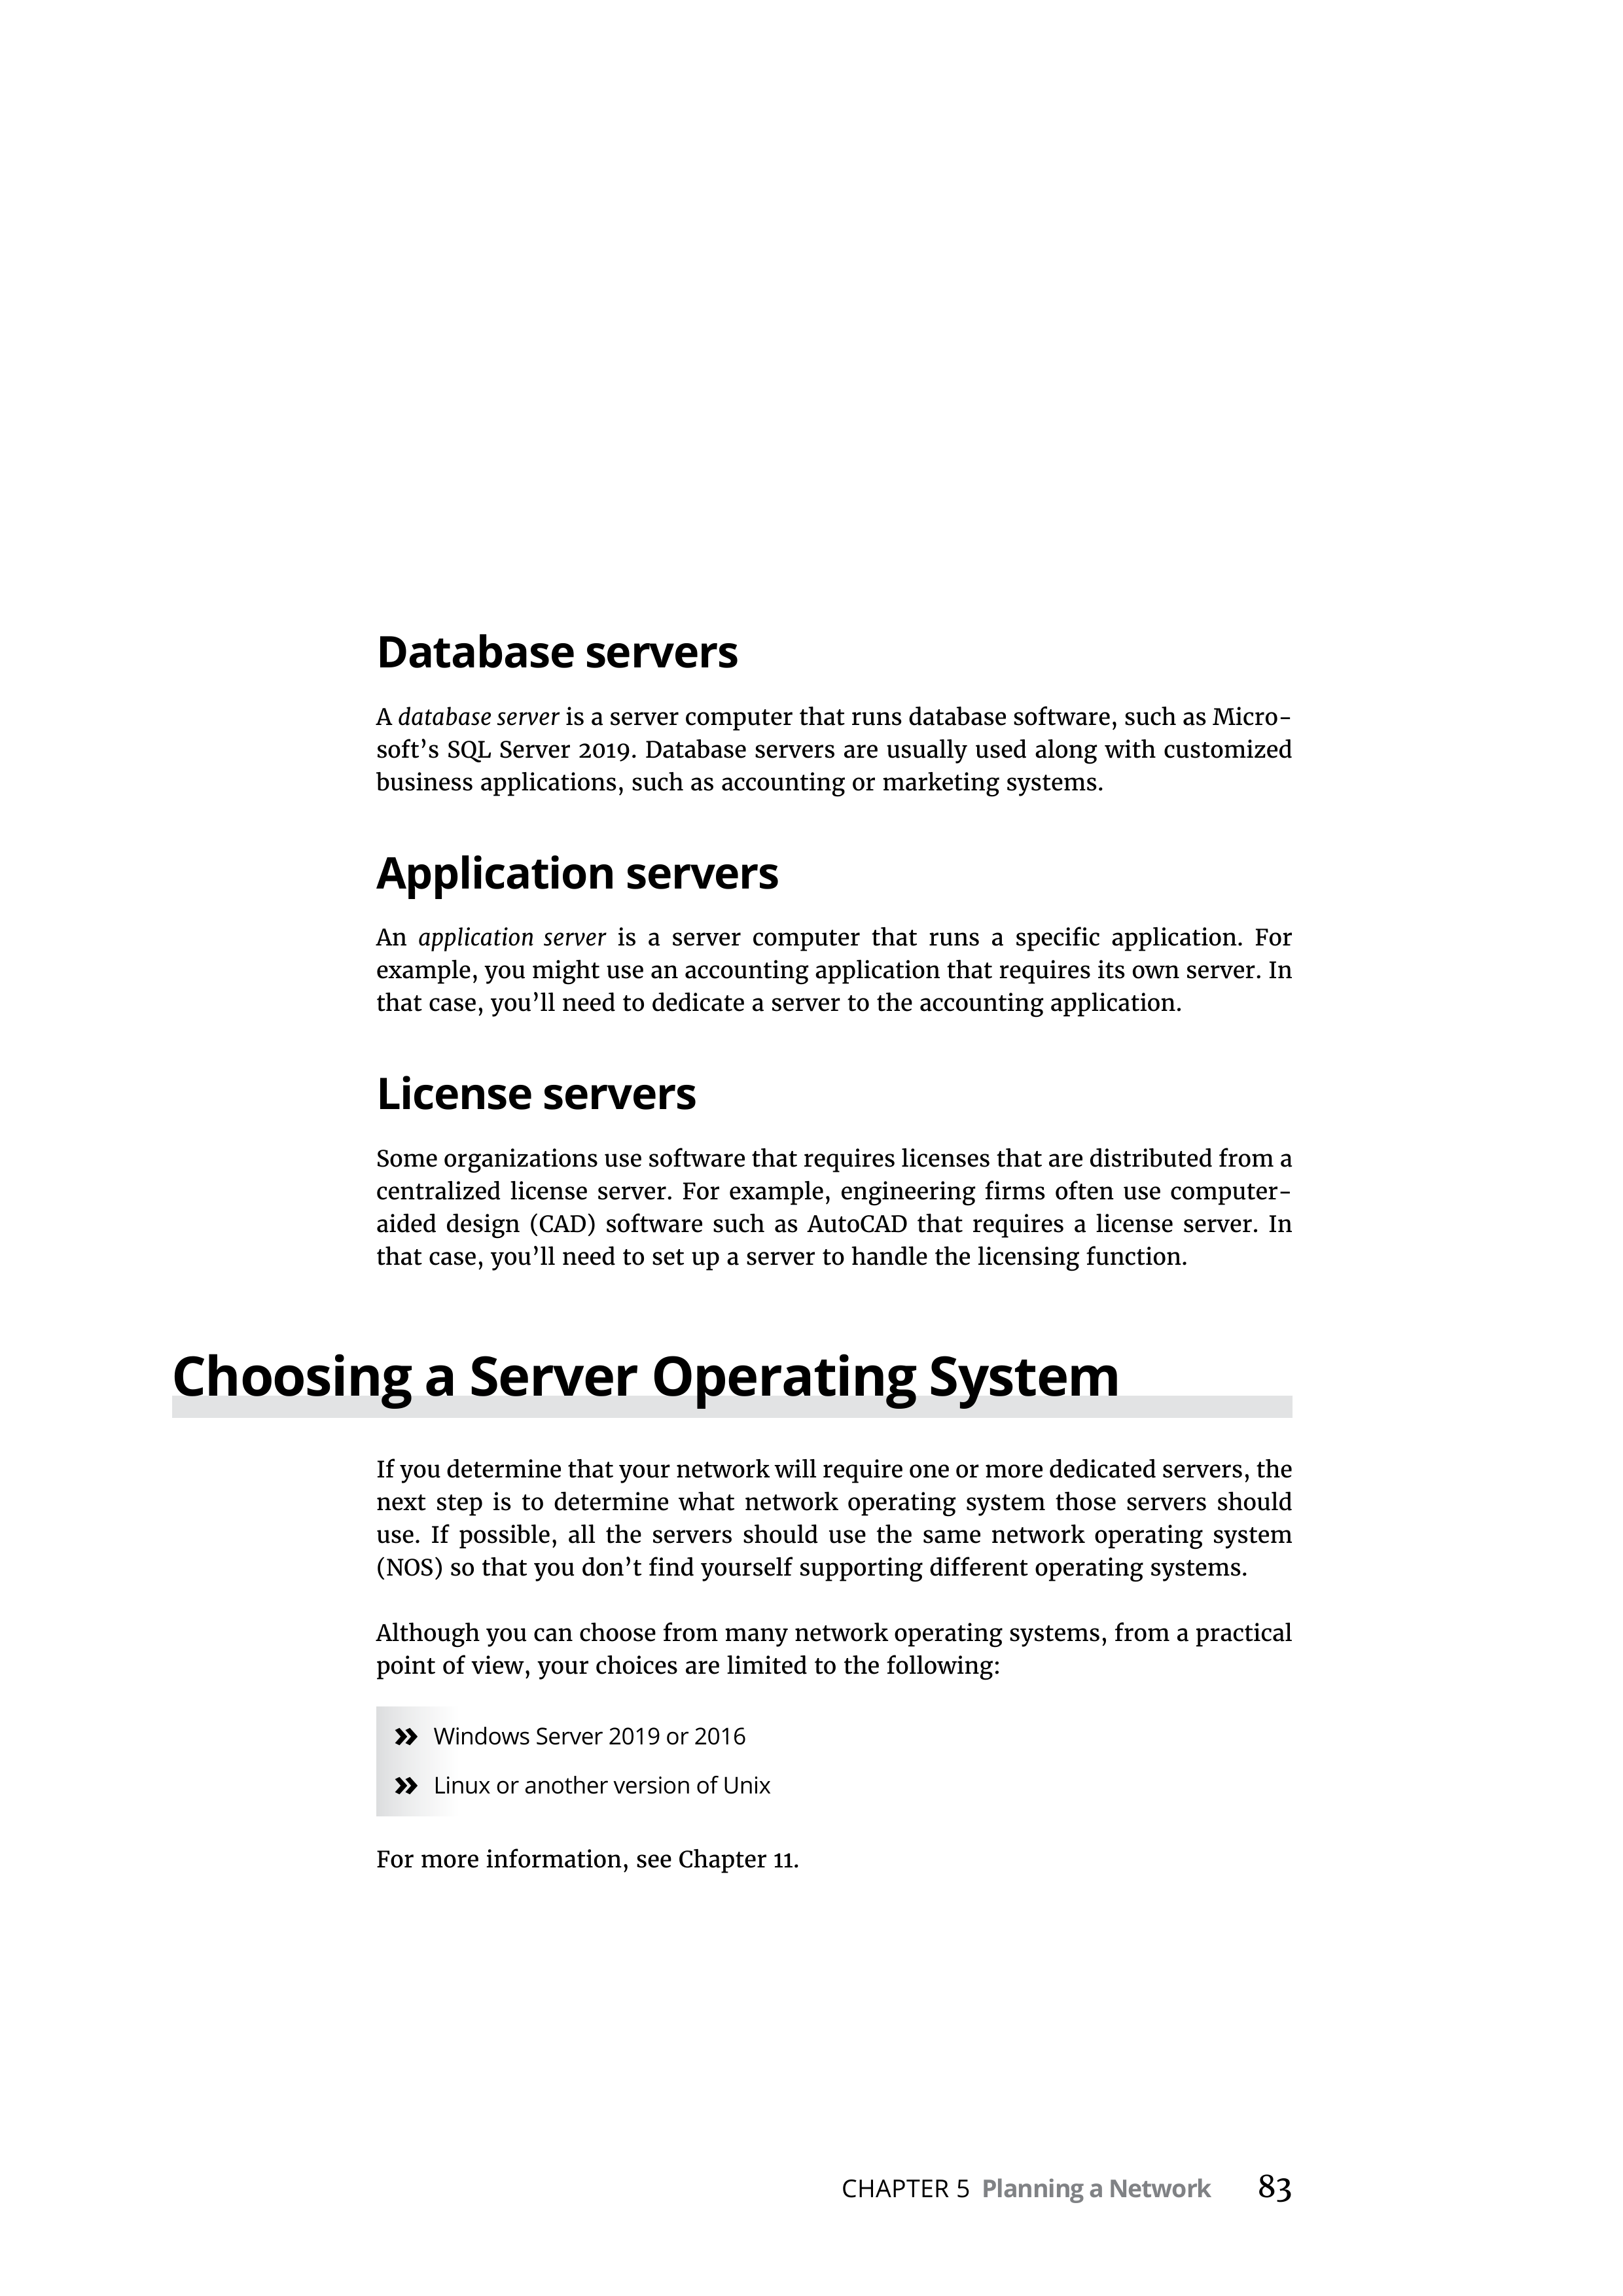 Database servers
A database server is a server computer that runs database software, such as Micro-
soft’s SQL Server 2019. Database servers are usually used along with customized
business applications, such as accounting or marketing systems.
Application servers
An application server is a server computer that runs a specific application. For
example, you might use an accounting application that requires its own server. In
that case, you’ll need to dedicate a server to the accounting application.
License servers
Some organizations use software that requires licenses that are distributed from a
centralized license server. For example, engineering firms often use computer-
aided design (CAD) software such as AutoCAD that requires a license server. In
that case, you’ll need to set up a server to handle the licensing function.
Choosing a Server Operating System
If you determine that your network will require one or more dedicated servers, the
next step is to determine what network operating system those servers should
use. If possible, all the servers should use the same network operating system
(NOS) so that you don’t find yourself supporting different operating systems.
Although you can choose from many network operating systems, from a practical
point of view, your choices are limited to the following:
» Windows Server 2019 or 2016
» Linux or another version of Unix
For more information, see Chapter 11.
CHAPTER 5 Planning a Network 83